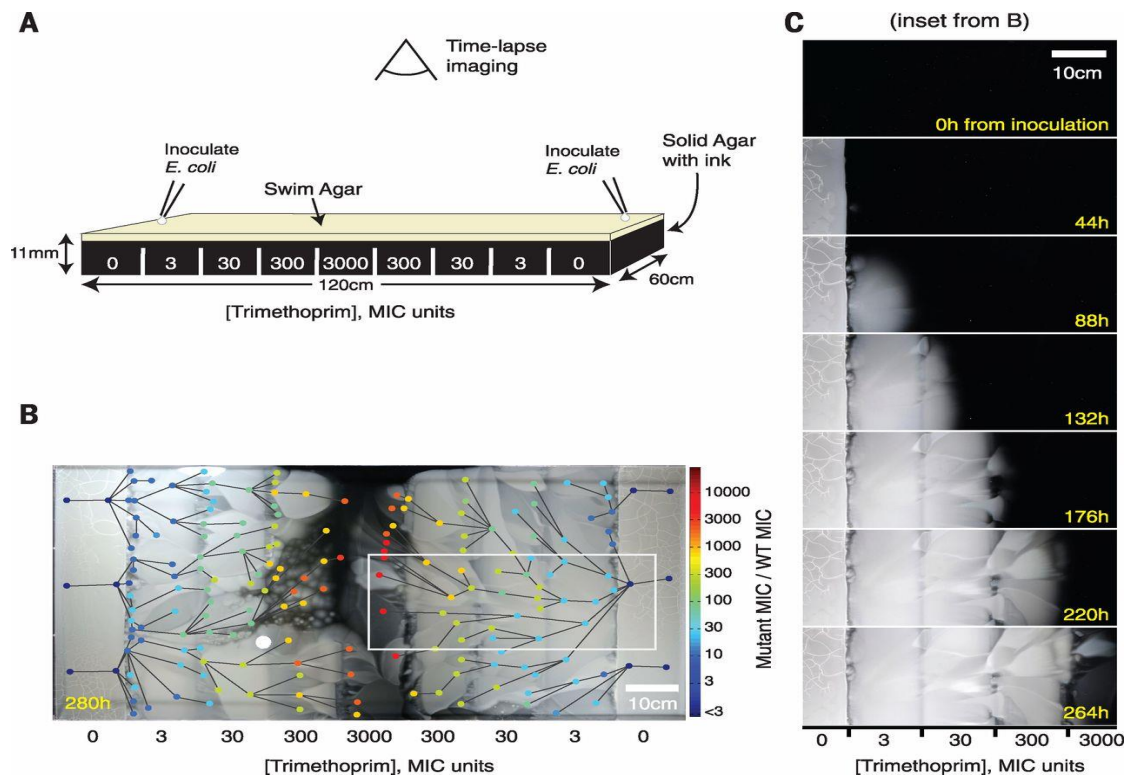 A
Time-lapse
imaging
Inoculate
E. coli
Swim Agar
Inoculate
E. coli
Solid Agar
with ink
11mm
0 3 30 300 3000 300 30 3 0
120cm
60cm
[Trimethoprim], MIC units
B
280h
10cm
0 3 30 300 3000 300 30 3 0
[Trimethoprim], MIC units
10000
3000
1000
300
100
30
10
3
<3
Mutant MIC / WT MIC
C
(inset from B)
10cm
0h from inoculation
44h
88h
132h
176h
220h
264h
0 3 30 300 3000
[Trimethoprim], MIC units